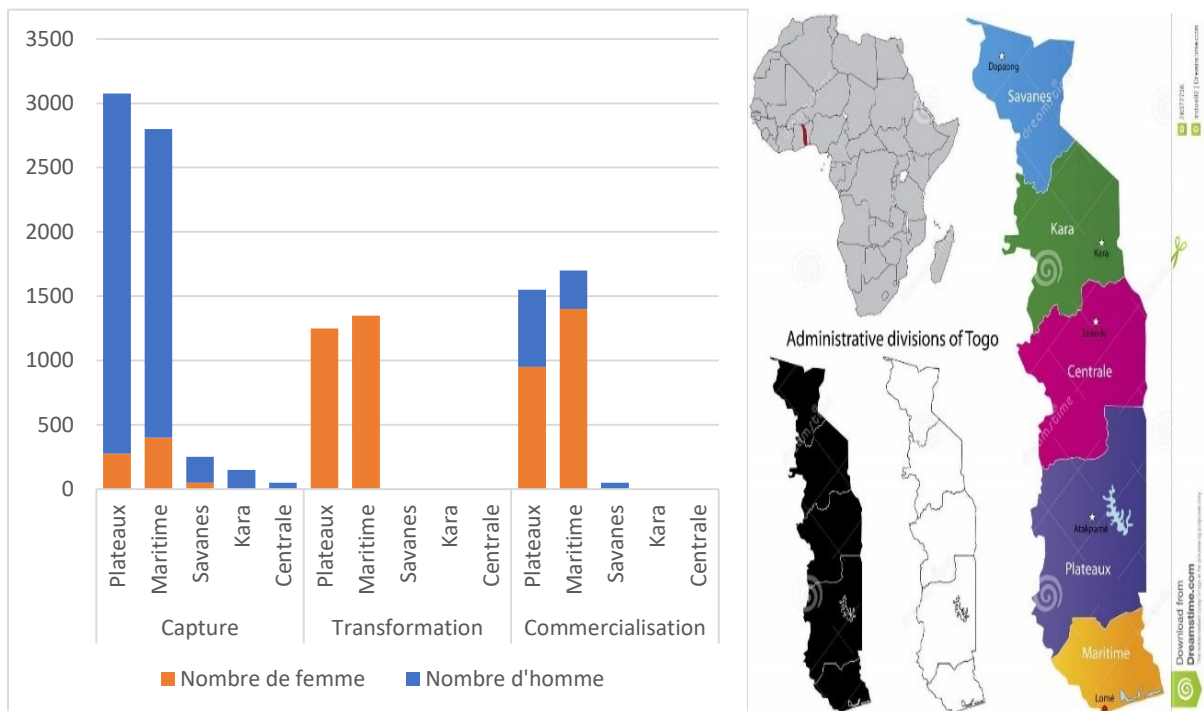 3500
3000
2500
2000
1500
1000
500
0
Plateaux
Maritime
Savanes
Kara
Centrale
Plateaux
Maritime
Savanes
Kara
Centrale
Plateaux
Maritime
Savanes
Kara
Centrale
Capture
Transformation
Commercialisation
Nombre de femme
Nombre d'homme
Administrative divisions of Togo
Dapaong
Savanes
Kara
Kara
Sokode
Centrale
Atakpamé
Plateaux
Maritime
Lomé
dreamstime
Download from
Dreamstime.com